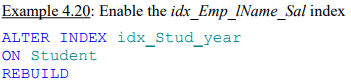 Example 4.20: Enable the idx_Emp_lName_Sal index
ALTER INDEX idx_Stud_year
ON Student
REBUILD